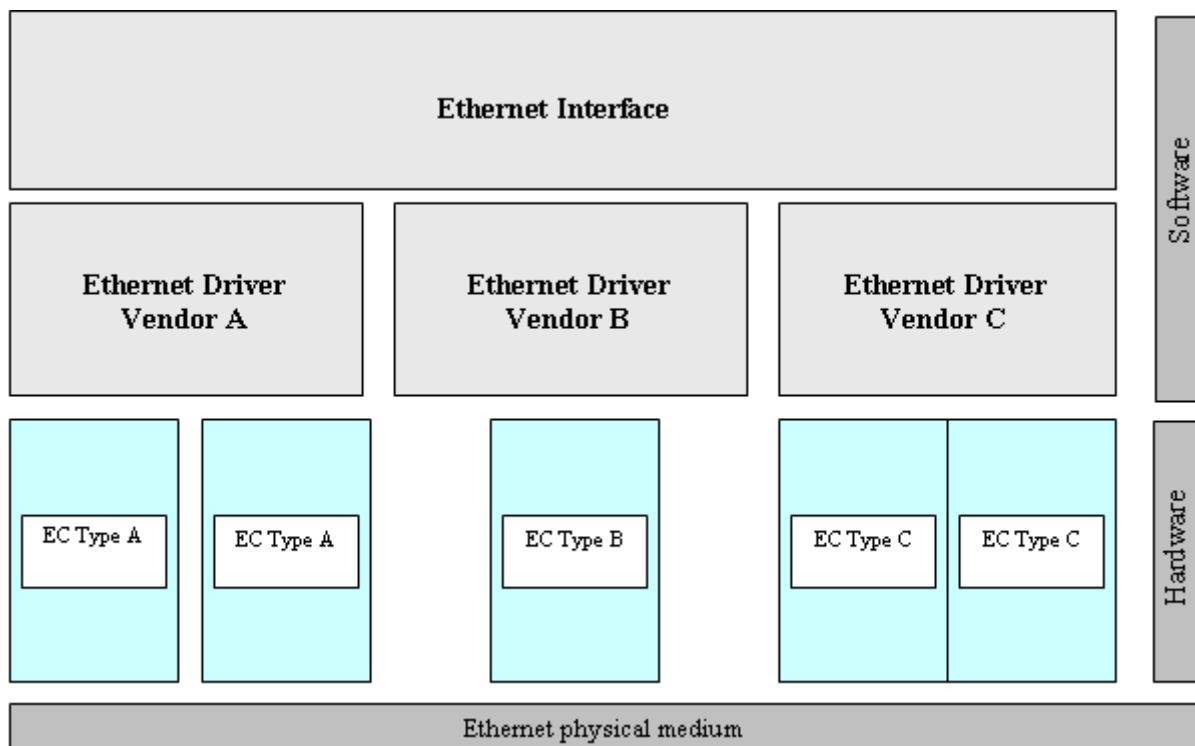 Ethernet Interface
Software
Ethernet Driver
Vendor A
Ethernet Driver
Vendor B
Ethernet Driver
Vendor C
EC Type A
EC Type A
EC Type B
EC Type C
EC Type C
Hardware
Ethernet physical medium